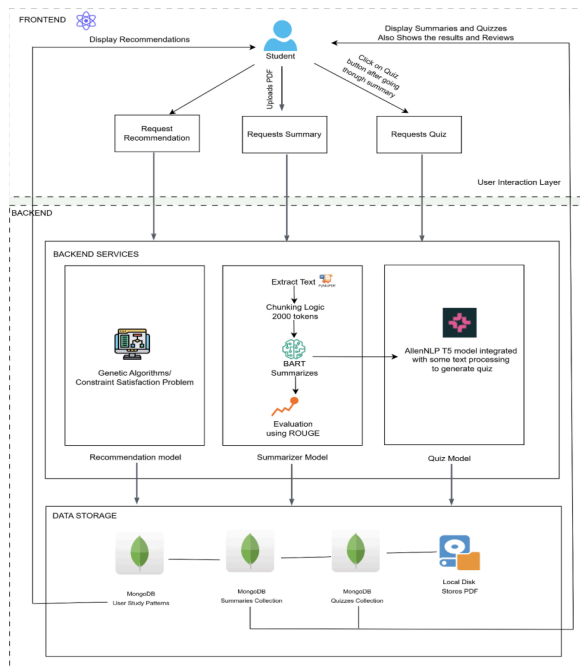 FRONTEND
Display Recommendations
Display Summaries and Quizzes
Also Shows the results and Reviews
Student
Uploads PDF
Click on Quiz
button after going
thorugh summary
Request
Recommendation
Requests Summary
Requests Quiz
User Interaction Layer
BACKEND
BACKEND SERVICES
Extract Text
PyMuPDF
Chunking Logic
2000 tokens
BART
Summarizes
Evaluation
using ROUGE
Genetic Algorithms/
Constraint Satisfaction Problem
AllenNLP T5 model integrated
with some text processing
to generate quiz
Recommendation model
Summarizer Model
Quiz Model
DATA STORAGE
MongoDB
User Study Patterns
MongoDB
Summaries Collection
MongoDB
Quizzes Collection
Local Disk
Stores PDF